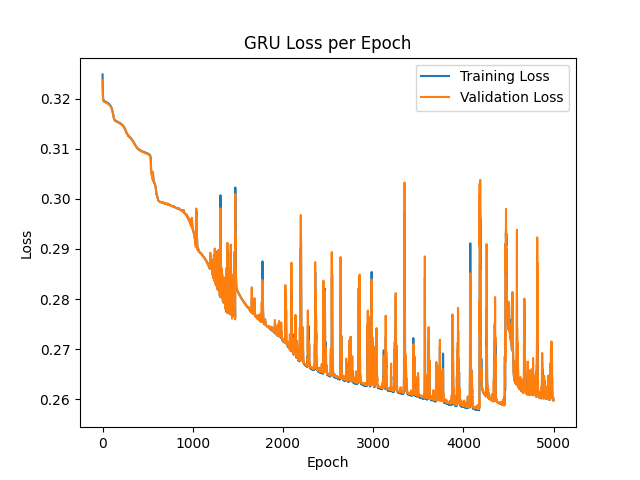 GRU Loss per Epoch
Training Loss
Validation Loss
0.32
0.31
0.30
0.29
0.28
0.27
0.26
Loss
0
1000
2000
3000
4000
5000
Epoch